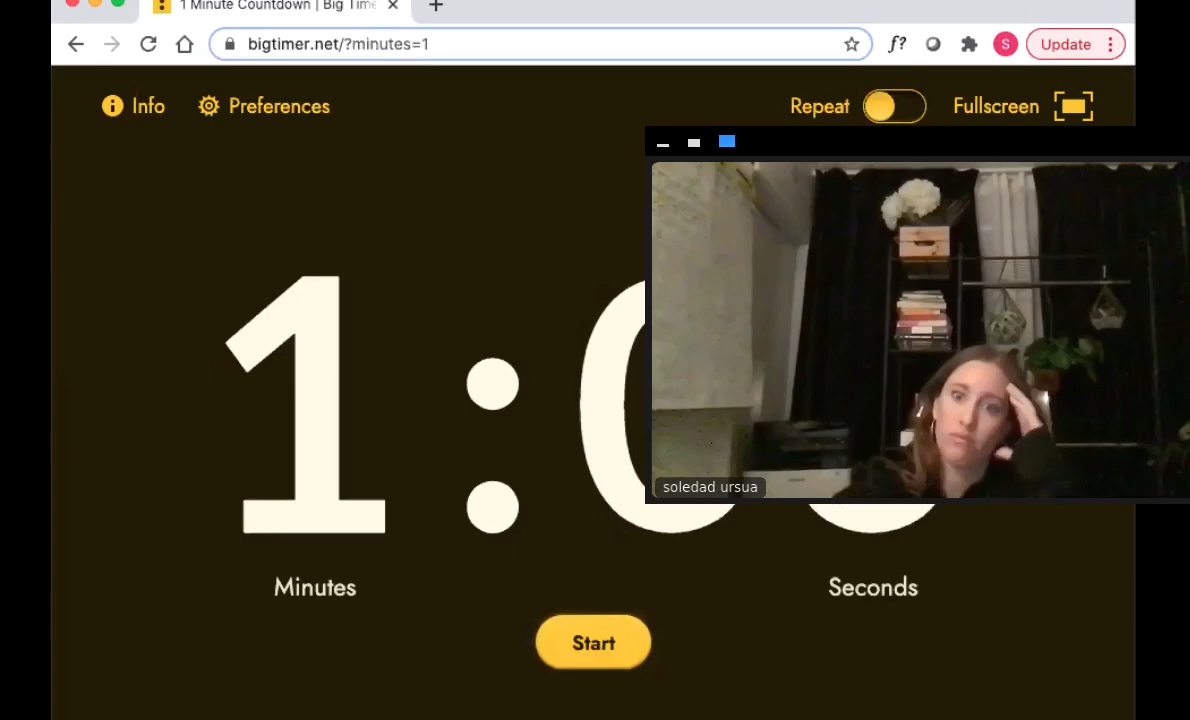 1 Minute Countdown | Big Time
bigtimer.net/?minutes=1
f?
S
Update
Info
Preferences
Repeat
Fullscreen
1:00
soledad ursua
Minutes
Seconds
Start